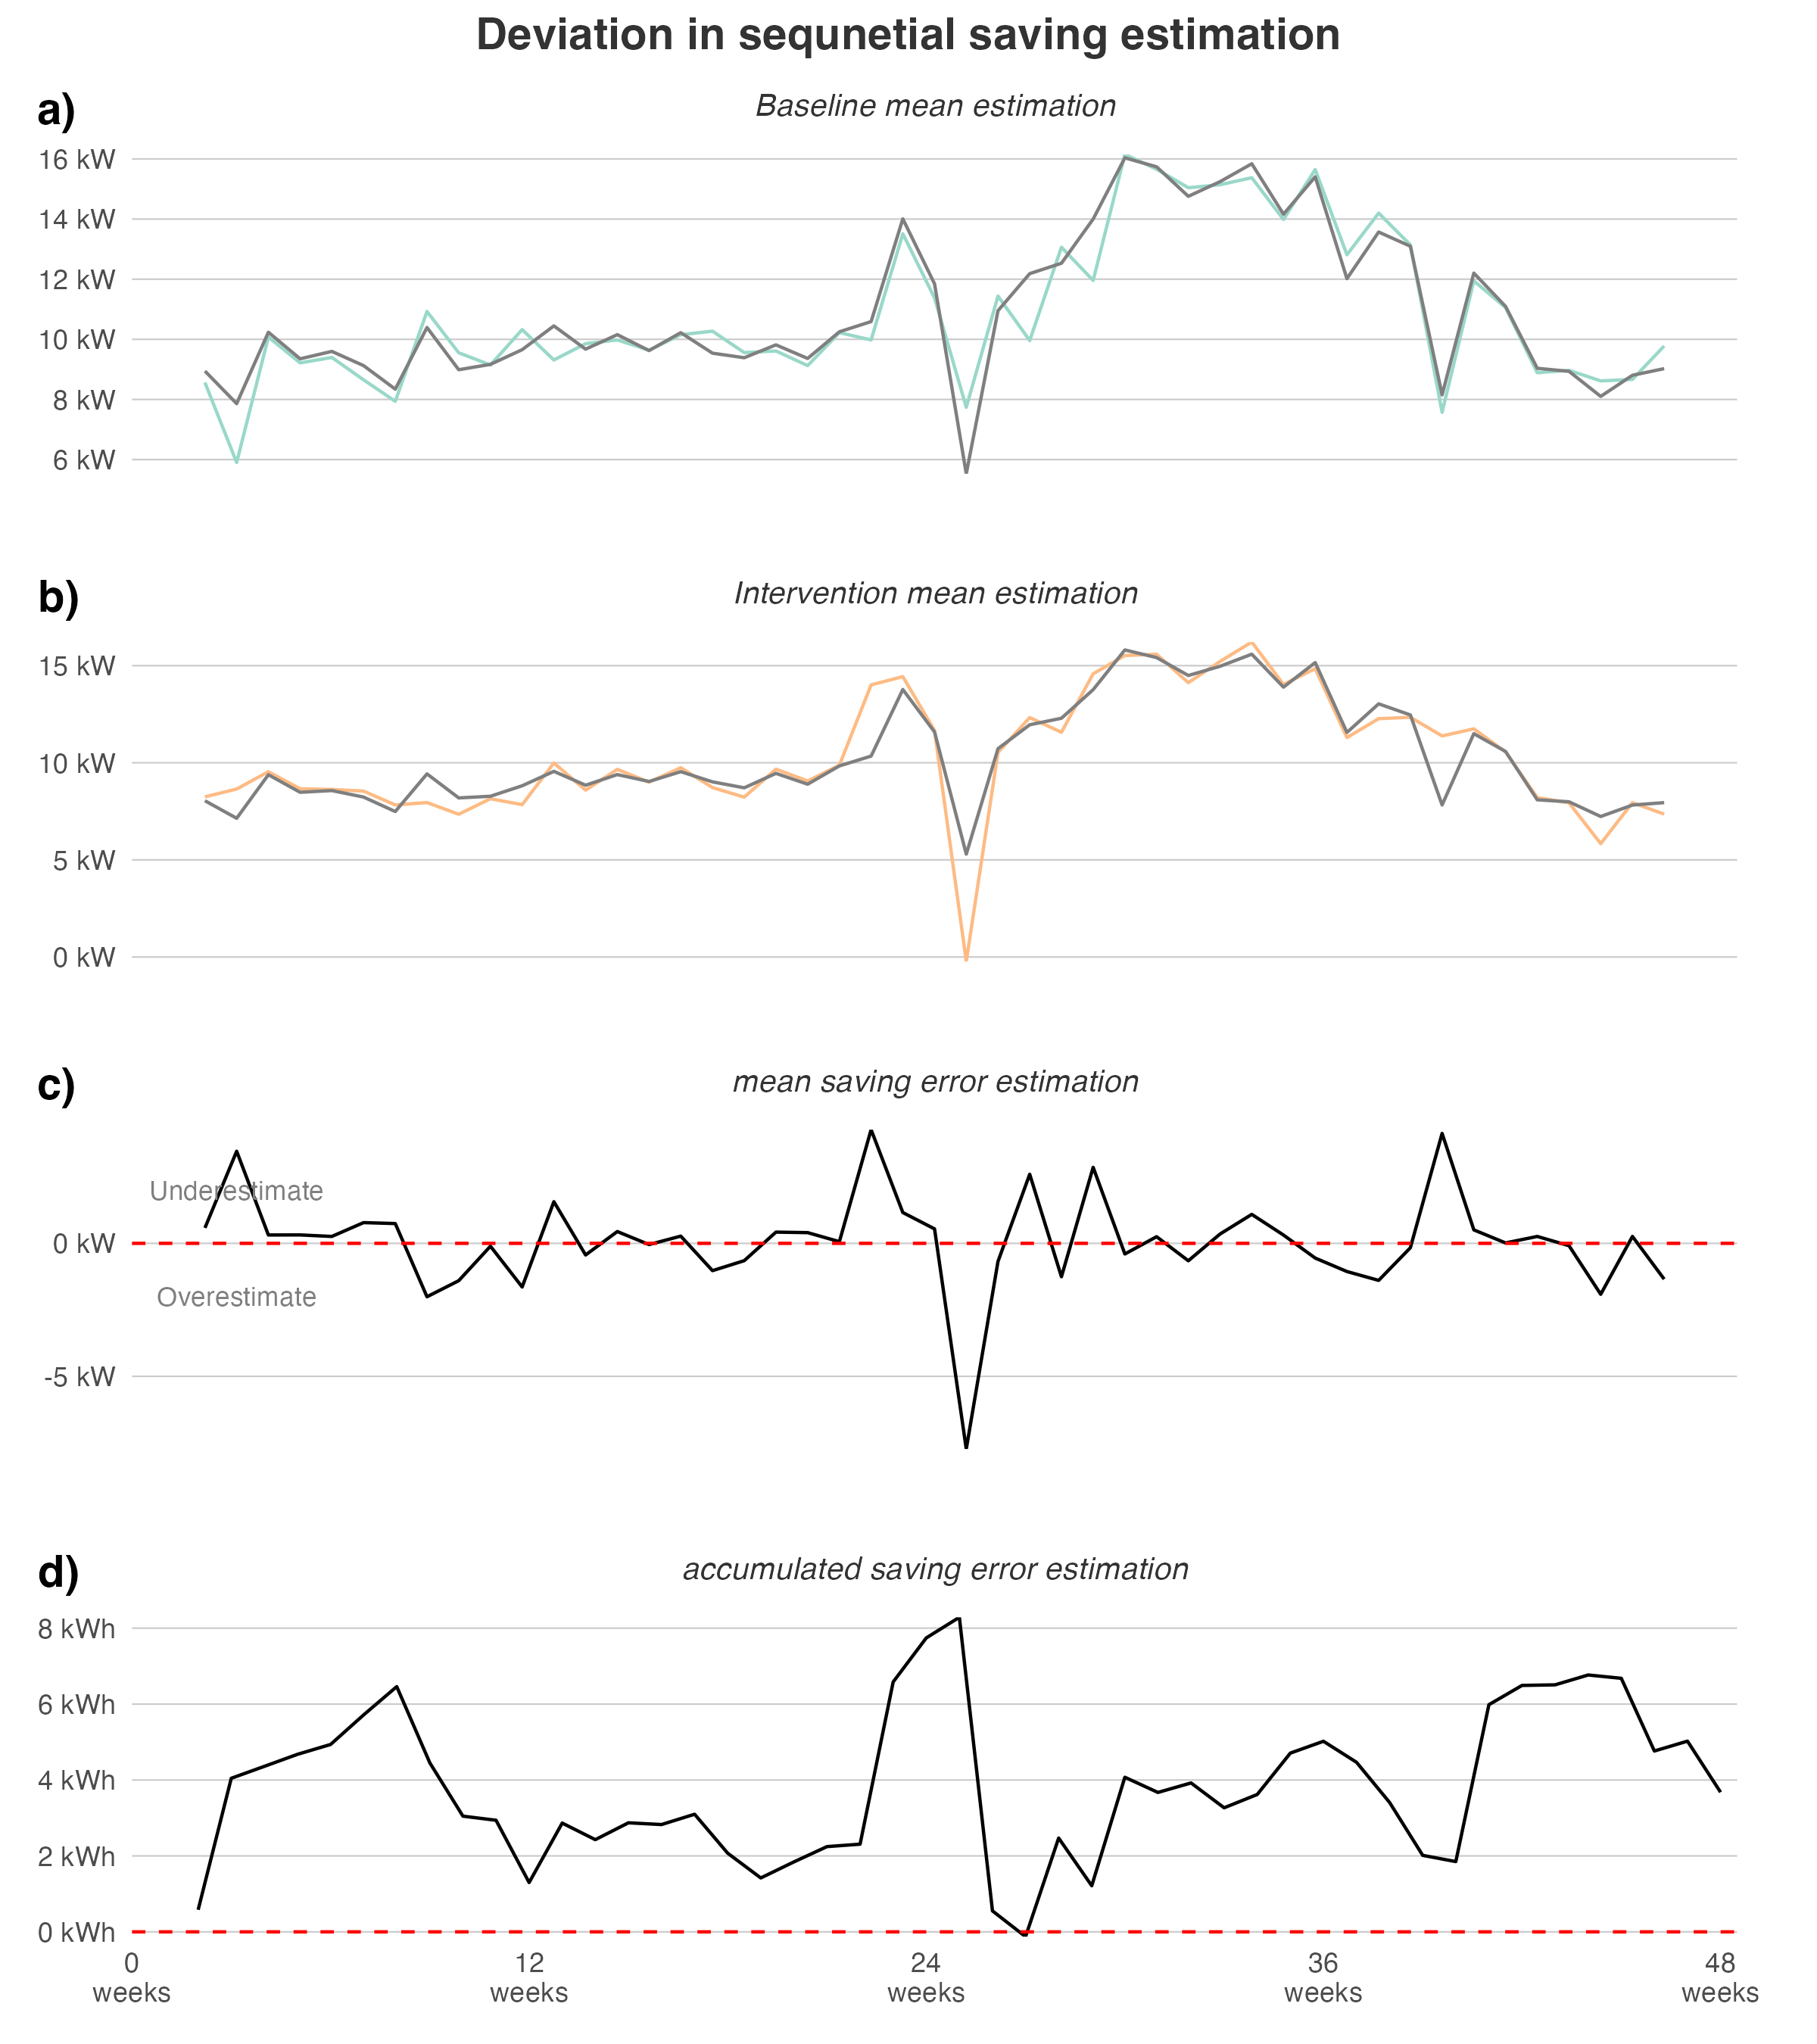 Deviation in sequnetial saving estimation
a)
Baseline mean estimation
16 kW
14 kW
12 kW
10 kW
8 kW
6 kW
b)
Intervention mean estimation
15 kW
10 kW
5 kW
0 kW
c)
mean saving error estimation
Underestimate
0 kW
Overestimate
-5 kW
d)
accumulated saving error estimation
8 kWh
6 kWh
4 kWh
2 kWh
0 kWh
0 12 24 36 48
weeks weeks weeks weeks weeks